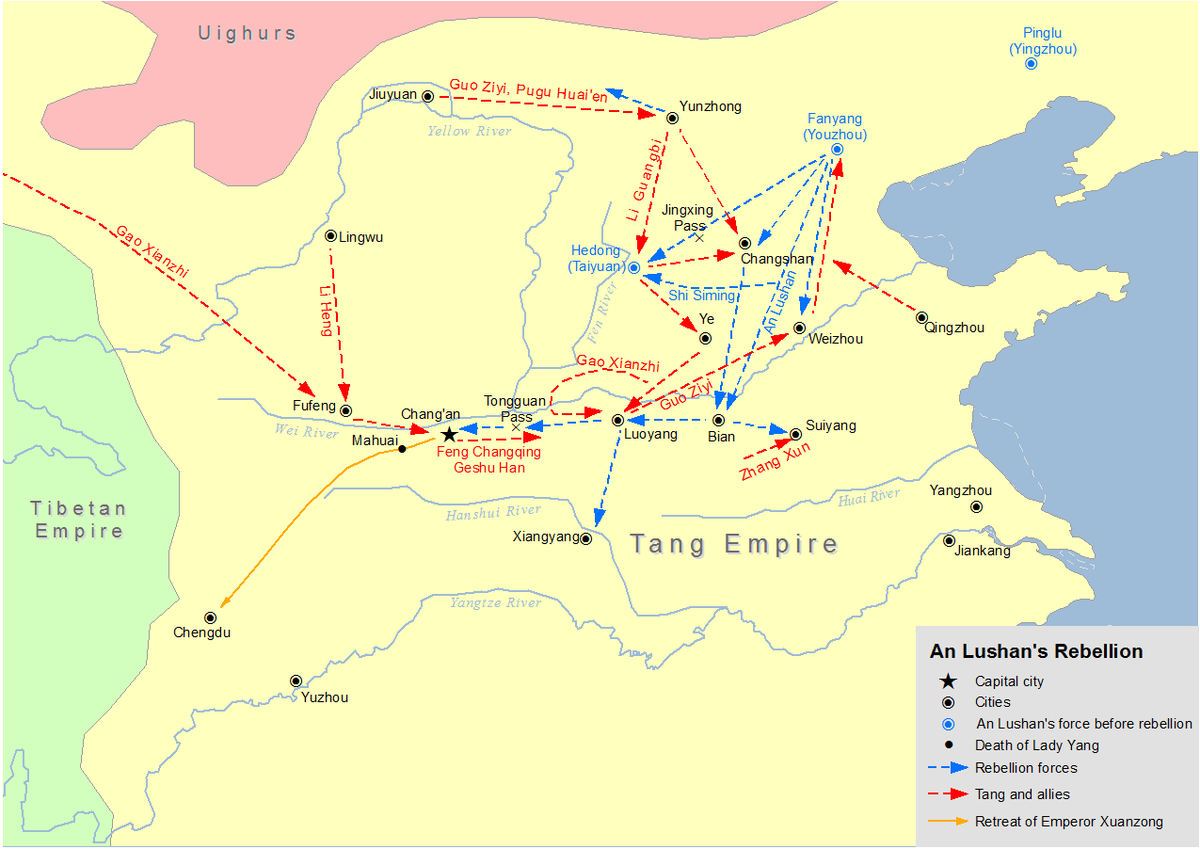 Uighurs
Pinglu
(Yingzhou)
Jiuyuan
Guo Ziyi, Pugu Huai'en
Yunzhong
Yellow River
Fanyang
(Youzhou)
Li Guangbi
Jingxing
Pass
Gao Xianzhi
Lingwu
Hedong
(Taiyuan)
Changshan
Li Heng
Shi Siming
An Lushan
Fen River
Ye
Weizhou
Qingzhou
Gao Xianzhi
Guo Ziyi
Fufeng
Chang'an
Tongguan
Pass
Wei River
Mahuai
Luoyang
Bian
Suiyang
Feng Changqing
Geshu Han
Zhang Xun
Tibetan
Empire
Hanshui River
Huai River
Yangzhou
Xiangyang
Tang Empire
Jiankang
Yangtze River
Chengdu
Yuzhou
An Lushan's Rebellion
Capital city
Cities
An Lushan's force before rebellion
Death of Lady Yang
Rebellion forces
Tang and allies
Retreat of Emperor Xuanzong